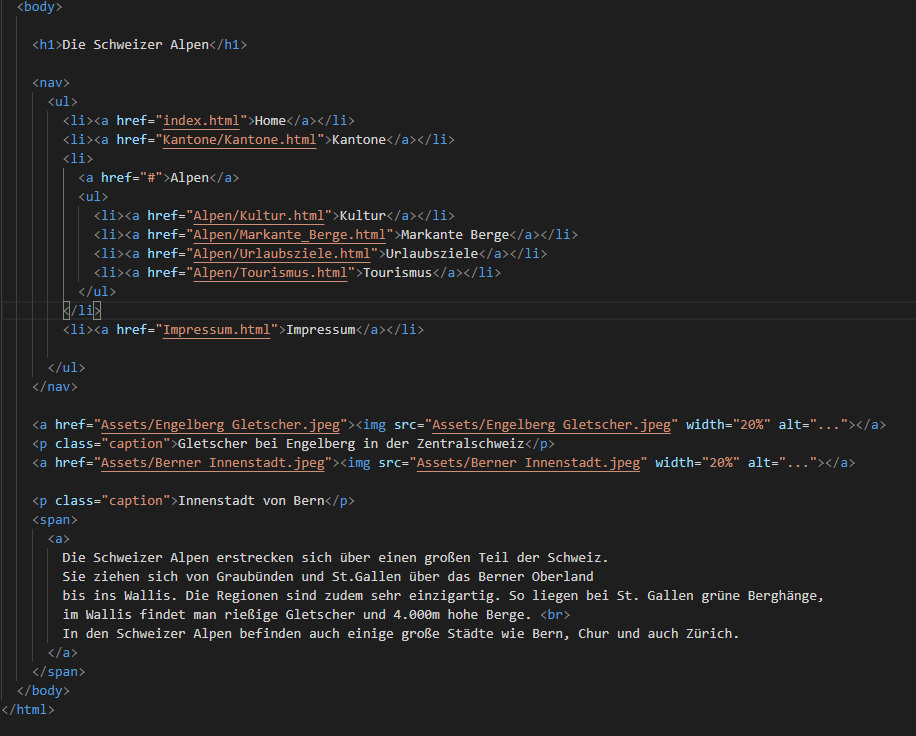 <body>
<h1>Die Schweizer Alpen</h1>
<nav>
<ul>
<li><a href="index.html">Home</a></li>
<li><a href="Kantone/Kantone.html">Kantone</a></li>
<li>
<a href="#">Alpen</a>
<ul>
<li><a href="Alpen/Kultur.html">Kultur</a></li>
<li><a href="Alpen/Markante_Berge.html">Markante Berge</a></li>
<li><a href="Alpen/Urlaubsziele.html">Urlaubsziele</a></li>
<li><a href="Alpen/Tourismus.html">Tourismus</a></li>
</ul>
</li>
<li><a href="Impressum.html">Impressum</a></li>
</ul>
</nav>
<a href="Assets/Engelberg Gletscher.jpeg"><img src="Assets/Engelberg Gletscher.jpeg" width="20%" alt="..."></a>
<p class="caption">Gletscher bei Engelberg in der Zentralschweiz</p>
<a href="Assets/Berner Innenstadt.jpeg"><img src="Assets/Berner Innenstadt.jpeg" width="20%" alt="..."></a>
<p class="caption">Innenstadt von Bern</p>
<span>
<a>
Die Schweizer Alpen erstrecken sich über einen großen Teil der Schweiz.
Sie ziehen sich von Graubünden und St.Gallen über das Berner Oberland
bis ins Wallis. Die Regionen sind zudem sehr einzigartig. So liegen bei St. Gallen grüne Berghänge,
im Wallis findet man rießige Gletscher und 4.000m hohe Berge. <br>
In den Schweizer Alpen befinden auch einige große Städte wie Bern, Chur und auch Zürich.
</a>
</span>
</body>
</html>